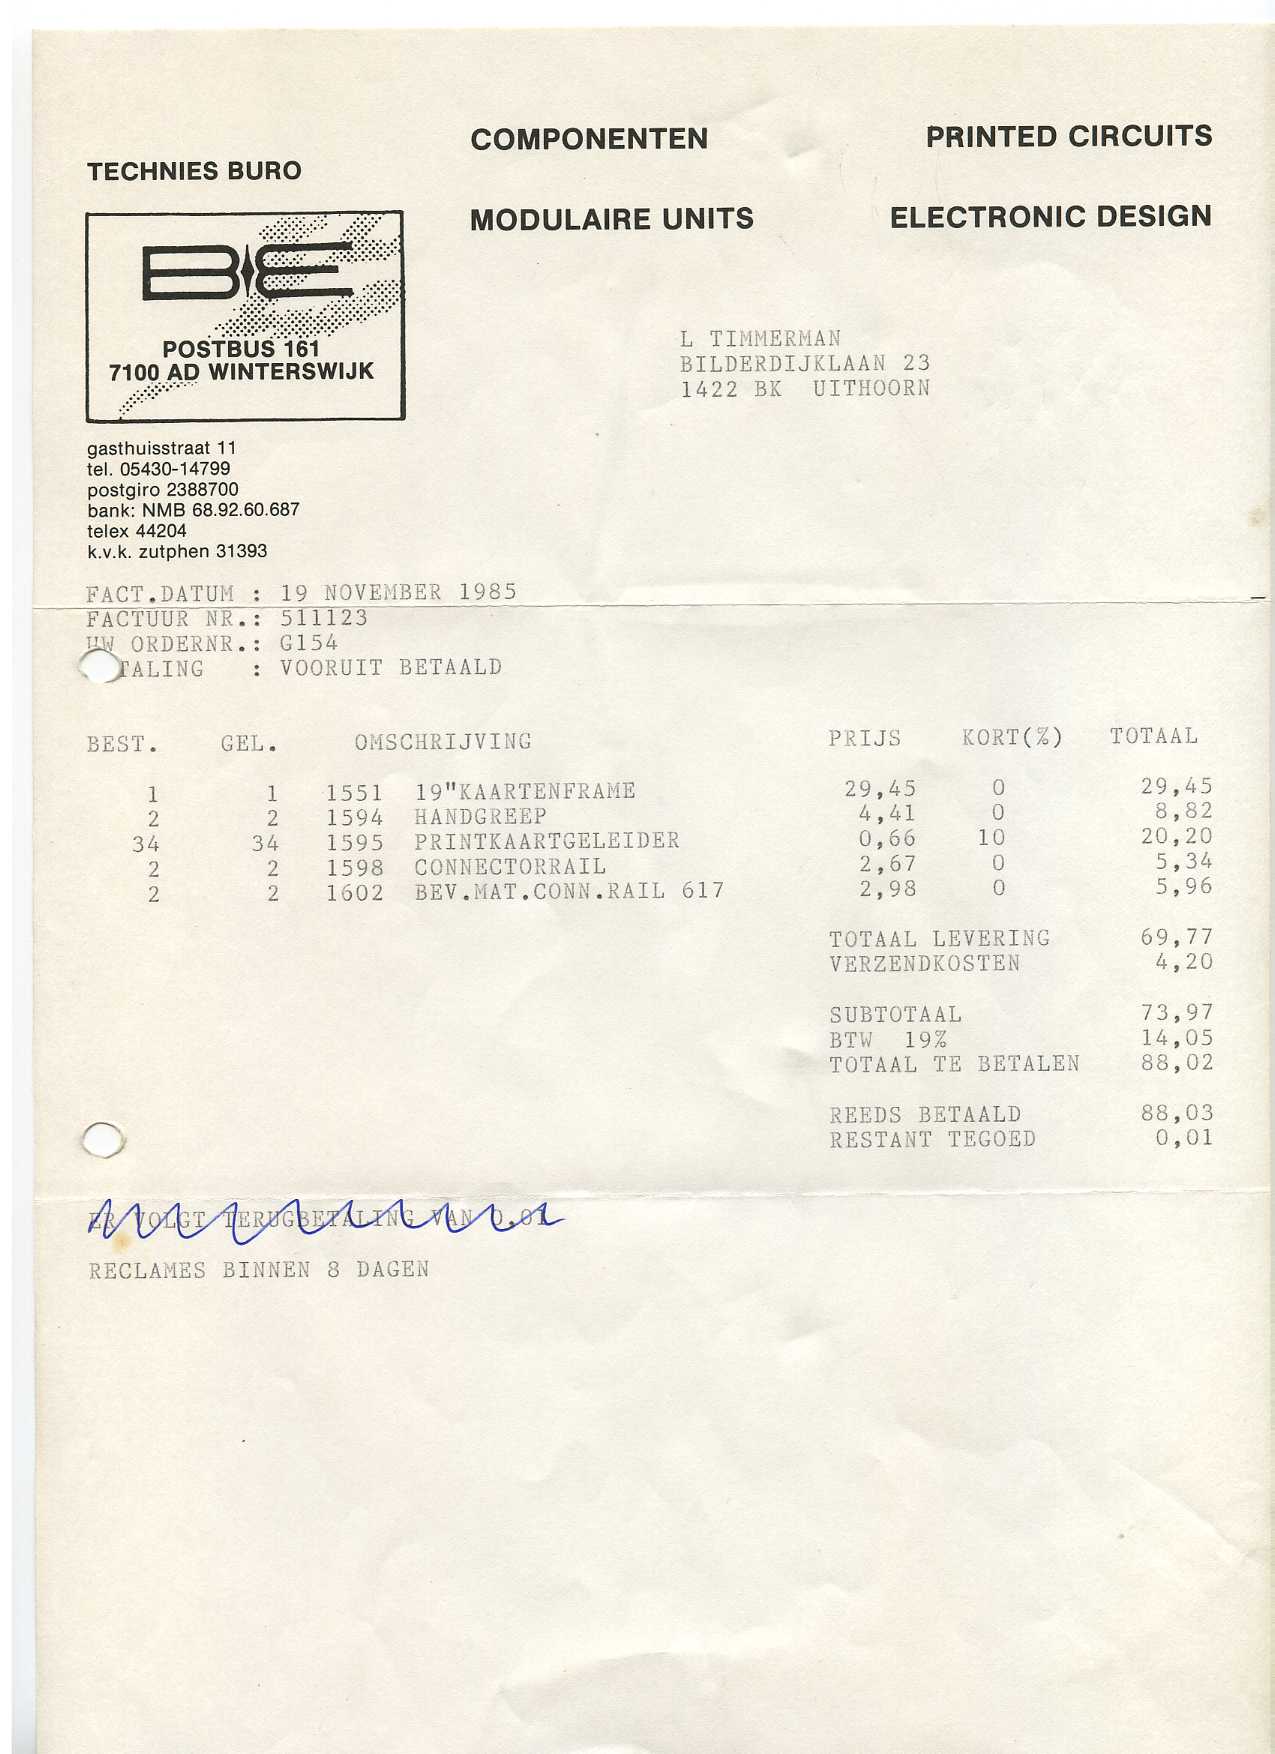 COMPONENTEN
PRINTED CIRCUITS
TECHNIES BURO
MODULAIRE UNITS
ELECTRONIC DESIGN
BE
POSTBUS 161
7100 AD WINTERSWIJK
L TIMMERMAN
BILDERDIJKLAAN 23
1422 BK UITHOORN
gasthuisstraat 11
tel. 05430-14799
postgiro 2388700
bank: NMB 68.92.60.687
telex 44204
k.v.k. zutphen 31393
FACT.DATUM : 19 NOVEMBER 1985
FACTUUR NR.: 511123
UW ORDERNR.: G154
TALING : VOORUIT BETAALD
BEST. GEL. OMSCHRIJVING PRIJS KORT(%) TOTAAL
1 1 1551 19"KAARTENFRAME 29,45 0 29,45
2 2 1594 HANDGREEP 4,41 0 8,82
34 34 1595 PRINTKAARTGELEIDER 0,66 10 20,20
2 2 1598 CONNECTORRAIL 2,67 0 5,34
2 2 1602 BEV.MAT.CONN.RAIL 617 2,98 0 5,96
TOTAAL LEVERING 69,77
VERZENDKOSTEN 4,20
SUBTOTAAL 73,97
BTW 19% 14,05
TOTAAL TE BETALEN 88,02
REEDS BETAALD 88,03
RESTANT TEGOED 0,01
ER VOLGT TERUGBETALING VAN 0.01
RECLAMES BINNEN 8 DAGEN